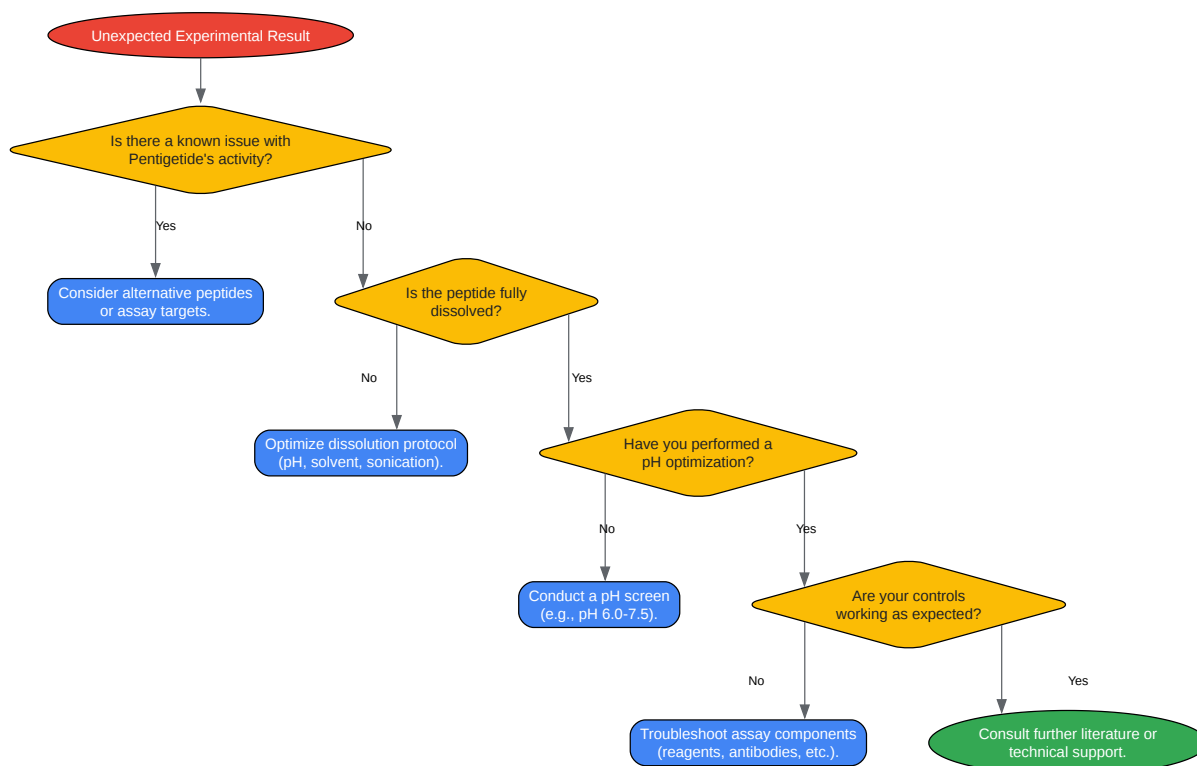 Unexpected Experimental Result
Is there a known issue with
Pentigetide's activity?
Yes
No
Consider alternative peptides
or assay targets.
Is the peptide fully
dissolved?
No
Yes
Optimize dissolution protocol
(pH, solvent, sonication).
Have you performed a
pH optimization?
No
Yes
Conduct a pH screen
(e.g., pH 6.0-7.5).
Are your controls
working as expected?
No
Yes
Troubleshoot assay components
(reagents, antibodies, etc.).
Consult further literature or
technical support.